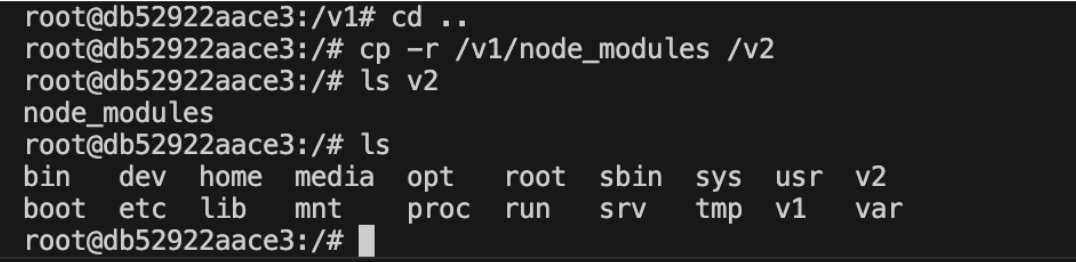 root@db52922aace3:/v1# cd ..
root@db52922aace3:/# cp -r /v1/node_modules /v2
root@db52922aace3:/# ls v2
node_modules
root@db52922aace3:/# ls
bin   dev  home  media  opt   root  sbin  sys  usr  v2
boot  etc  lib   mnt    proc  run   srv   tmp  v1   var
root@db52922aace3:/#